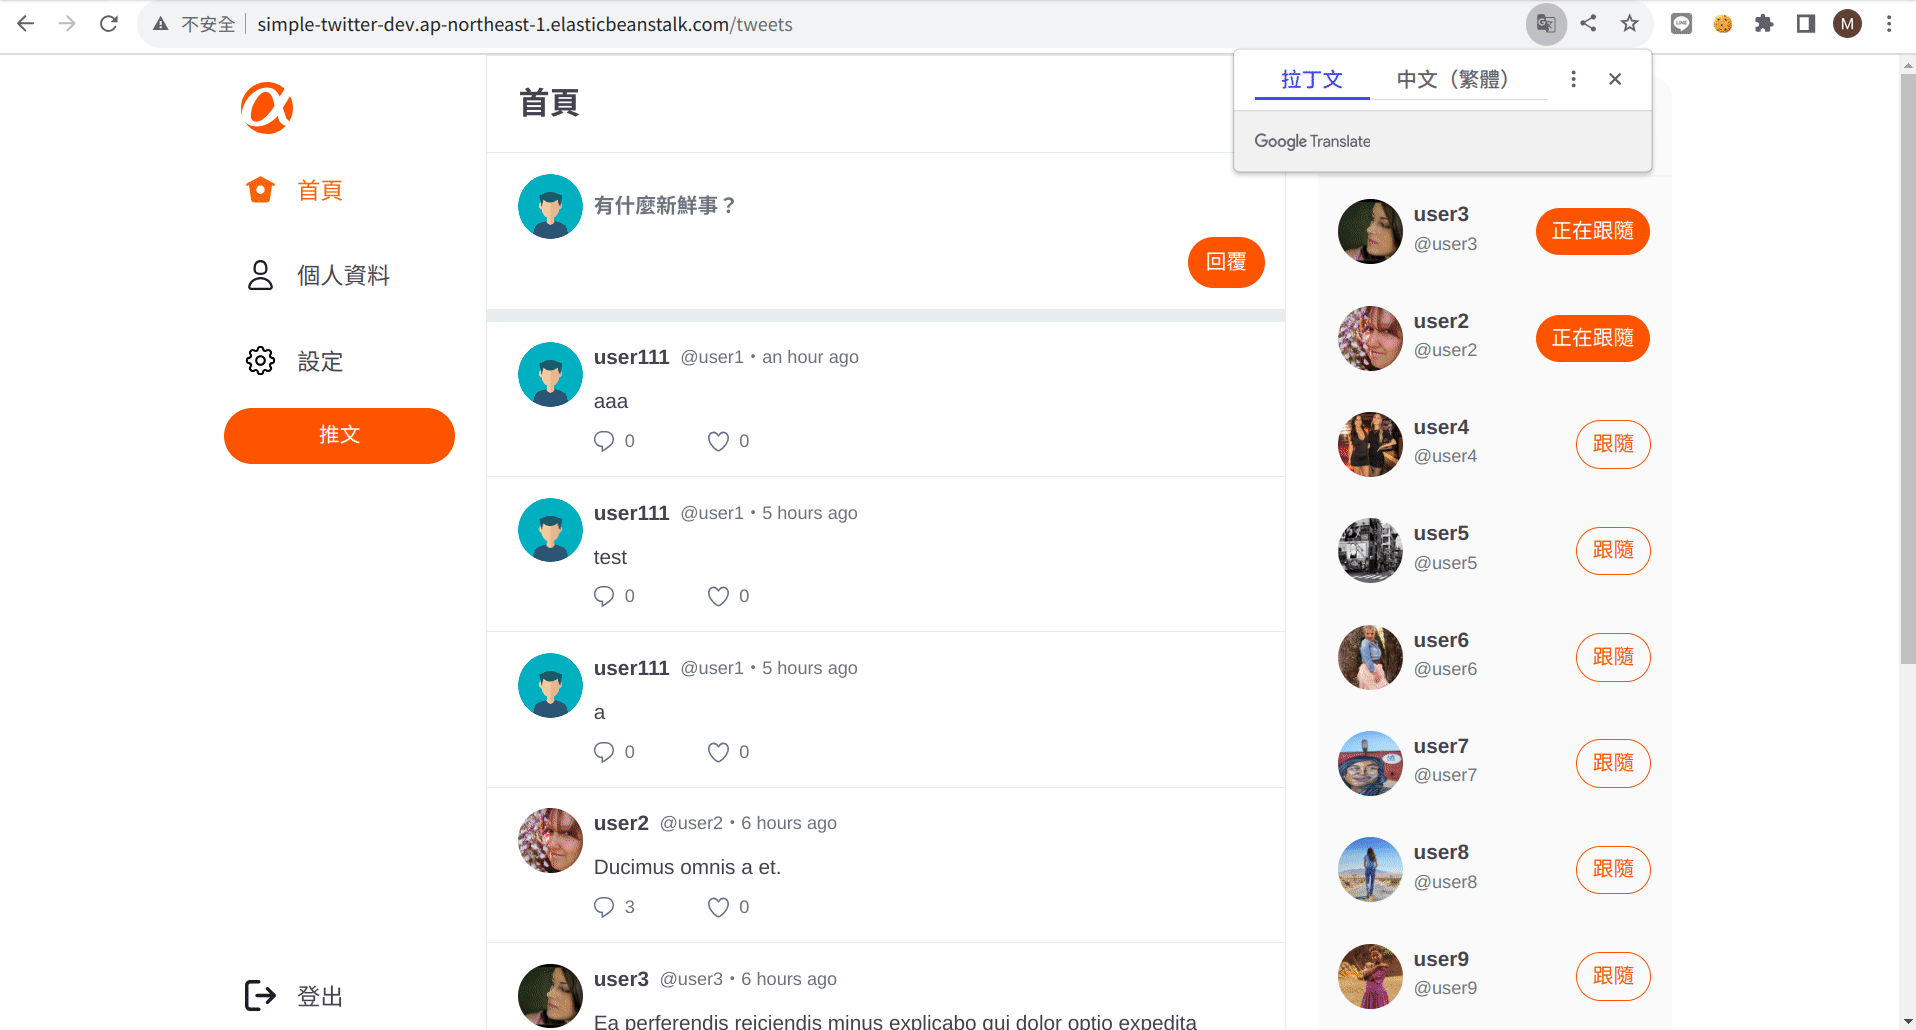 不安全 simple-twitter-dev.ap-northeast-1.elasticbeanstalk.com/tweets
M
拉丁文 中文（繁體）
Google Translate
首頁
個人資料
設定
推文
登出
首頁
有什麼新鮮事？
回覆
user111 @user1・an hour ago
aaa
0 0
user111 @user1・5 hours ago
test
0 0
user111 @user1・5 hours ago
a
0 0
user2 @user2・6 hours ago
Ducimus omnis a et.
3 0
user3 @user3・6 hours ago
Ea perferendis reiciendis minus explicabo qui dolor optio expedita
user3
@user3
正在跟隨
user2
@user2
正在跟隨
user4
@user4
跟隨
user5
@user5
跟隨
user6
@user6
跟隨
user7
@user7
跟隨
user8
@user8
跟隨
user9
@user9
跟隨